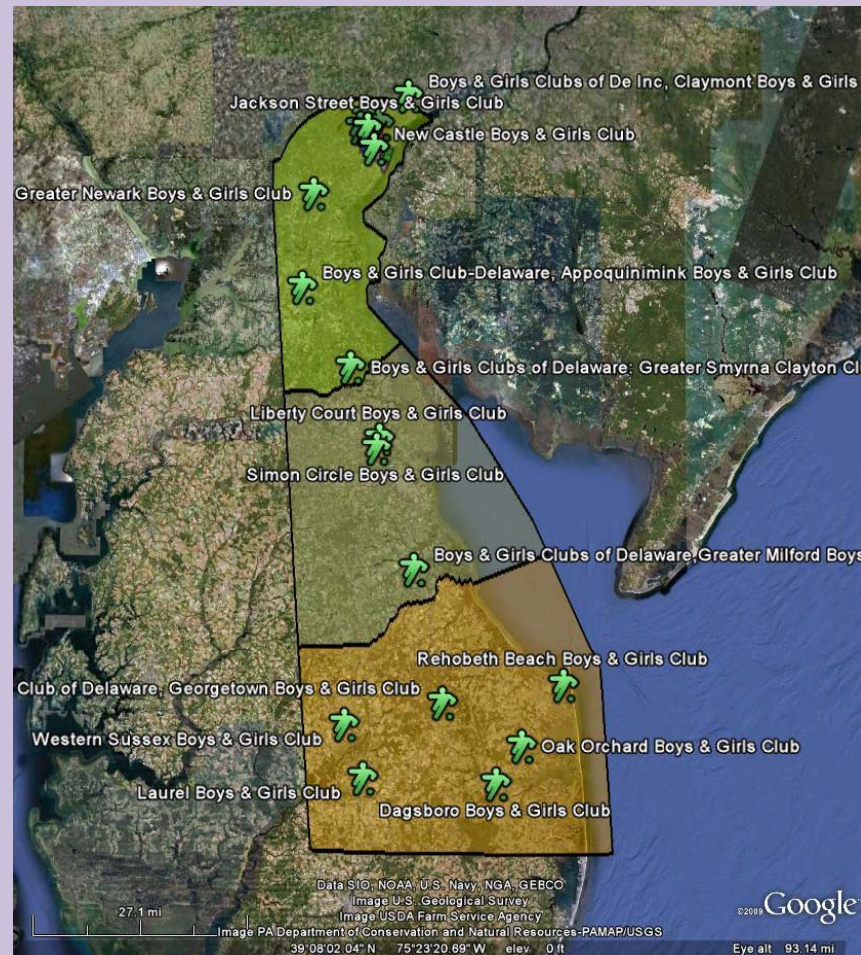 Boys & Girls Clubs of De Inc, Claymont Boys & Girls
Jackson Street Boys & Girls Club
New Castle Boys & Girls Club
Greater Newark Boys & Girls Club
Boys & Girls Club-Delaware, Appoquinimink Boys & Girls Club
Boys & Girls Clubs of Delaware: Greater Smyrna Clayton Cl
Liberty Court Boys & Girls Club
Simon Circle Boys & Girls Club
Boys & Girls Clubs of Delaware,Greater Milford Boys
Rehobeth Beach Boys & Girls Club
Club of Delaware, Georgetown Boys & Girls Club
Western Sussex Boys & Girls Club
Oak Orchard Boys & Girls Club
Laurel Boys & Girls Club
Dagsboro Boys & Girls Club
Data SIO, NOAA, U.S. Navy, NGA, GEBCO
Image U.S. Geological Survey
Image USDA Farm Service Agency
Image PA Department of Conservation and Natural Resources-PAMAP/USGS
27.1 mi
©2009 Google
39°08'02.04" N 75°23'20.69" W elev 0 ft
Eye alt 93.14 mi